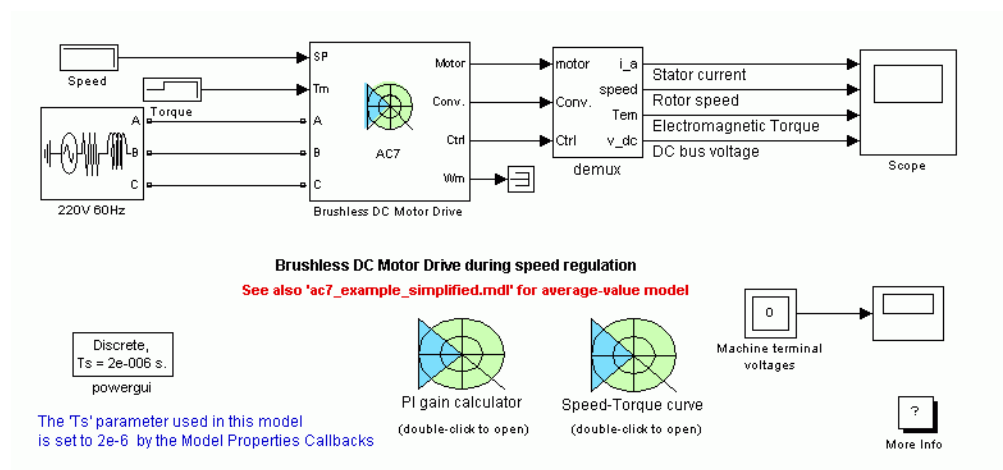 Speed
Torque
A
B
C
220V 60Hz
SP
Tm
A
B
C
Motor
Conv.
Ctrl
Wm
AC7
Brushless DC Motor Drive
motor
Conv.
Ctrl
i_a
speed
Tem
v_dc
demux
Stator current
Rotor speed
Electromagnetic Torque
DC bus voltage
Scope
Brushless DC Motor Drive during speed regulation
See also 'ac7_example_simplified.mdl' for average-value model
Discrete,
Ts = 2e-006 s.
powergui
The 'Ts' parameter used in this model
is set to 2e-6 by the Model Properties Callbacks
PI gain calculator
(double-click to open)
Speed-Torque curve
(double-click to open)
0
Machine terminal
voltages
?
More Info